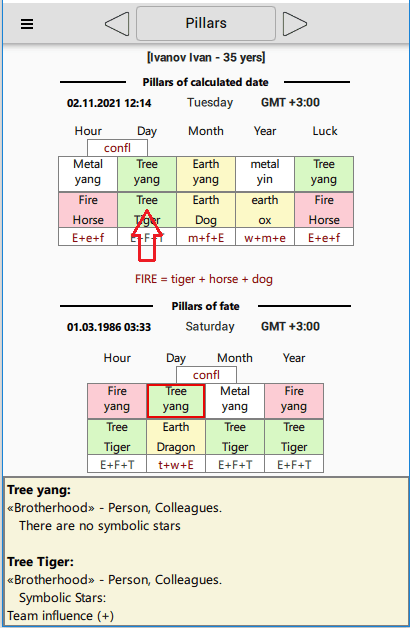 Pillars
[Ivanov Ivan - 35 yers]
Pillars of calculated date
02.11.2021 12:14 Tuesday GMT +3:00
Hour Day Month Year Luck
confl
Metal Tree Earth metal Tree
yang yang yang yin yang
Fire Tree Earth earth Fire
Horse Tiger Dog ox Horse
E+e+f E+F+T m+f+E w+m+e E+e+f
FIRE = tiger + horse + dog
Pillars of fate
01.03.1986 03:33 Saturday GMT +3:00
Hour Day Month Year
confl
Fire Tree Metal Fire
yang yang yang yang
Tree Earth Tree Tree
Tiger Dragon Tiger Tiger
E+F+T t+w+E E+F+T E+F+T
Tree yang:
«Brotherhood» - Person, Colleagues.
There are no symbolic stars
Tree Tiger:
«Brotherhood» - Person, Colleagues.
Symbolic Stars:
Team influence (+)